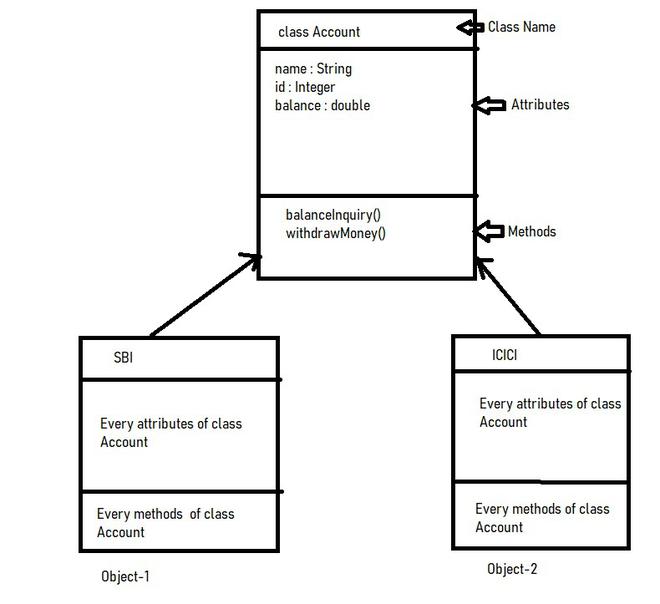 class Account
Class Name
name : String
id : Integer
balance : double
Attributes
balanceInquiry()
withdrawMoney()
Methods
SBI
Every attributes of class
Account
Every methods of class
Account
Object-1
ICICI
Every attributes of class
Account
Every methods of class
Account
Object-2